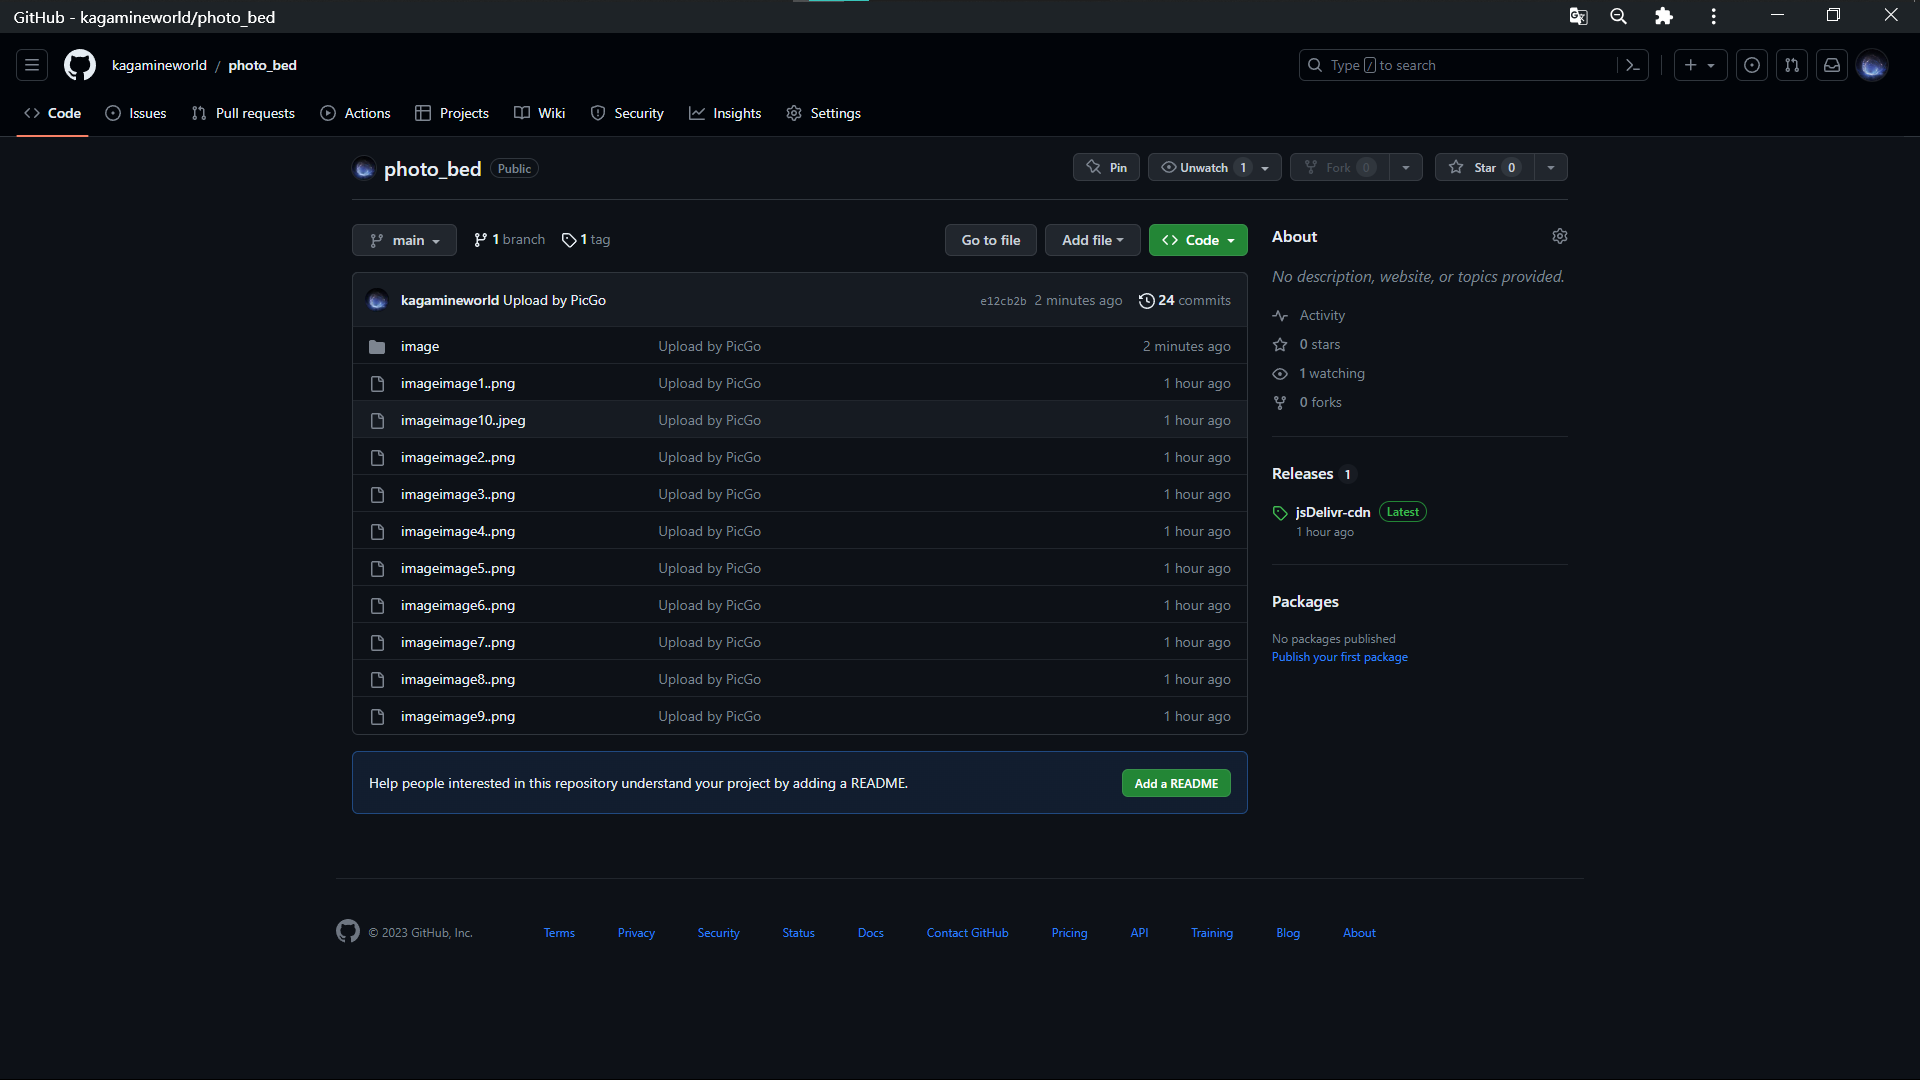 GitHub - kagamineworld/photo_bed
kagamineworld / photo_bed
Type / to search
Code Issues Pull requests Actions Projects Wiki Security Insights Settings
photo_bed Public
Pin Unwatch 1 Fork 0 Star 0
main 1 branch 1 tag Go to file Add file Code
kagamineworld Upload by PicGo e12cb2b 2 minutes ago 24 commits
image Upload by PicGo 2 minutes ago
imageimage1..png Upload by PicGo 1 hour ago
imageimage10..jpeg Upload by PicGo 1 hour ago
imageimage2..png Upload by PicGo 1 hour ago
imageimage3..png Upload by PicGo 1 hour ago
imageimage4..png Upload by PicGo 1 hour ago
imageimage5..png Upload by PicGo 1 hour ago
imageimage6..png Upload by PicGo 1 hour ago
imageimage7..png Upload by PicGo 1 hour ago
imageimage8..png Upload by PicGo 1 hour ago
imageimage9..png Upload by PicGo 1 hour ago
Help people interested in this repository understand your project by adding a README. Add a README
About
No description, website, or topics provided.
Activity
0 stars
1 watching
0 forks
Releases 1
jsDelivr-cdn Latest
1 hour ago
Packages
No packages published
Publish your first package
© 2023 GitHub, Inc. Terms Privacy Security Status Docs Contact GitHub Pricing API Training Blog About